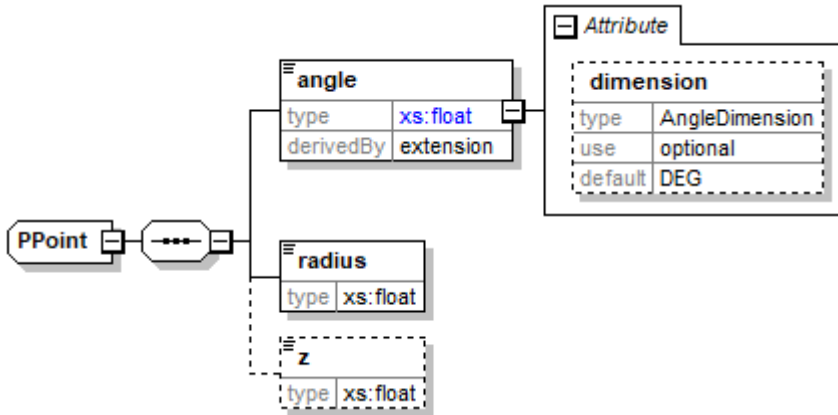 Attribute
dimension
type AngleDimension
use optional
default DEG
angle
type xs:float
derivedBy extension
PPoint
radius
type xs:float
z
type xs:float